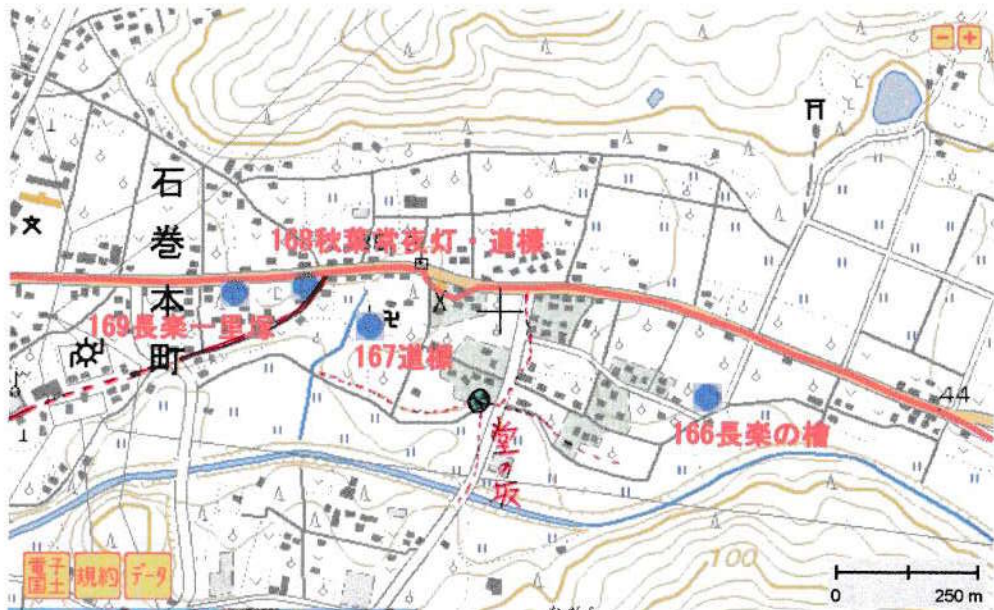 石巻本町
168秋葉常夜灯・道標
169長楽一里塚
167道標
166長楽の檜
堂の坂
44
100
電子国土
規約
データ
0 250 m